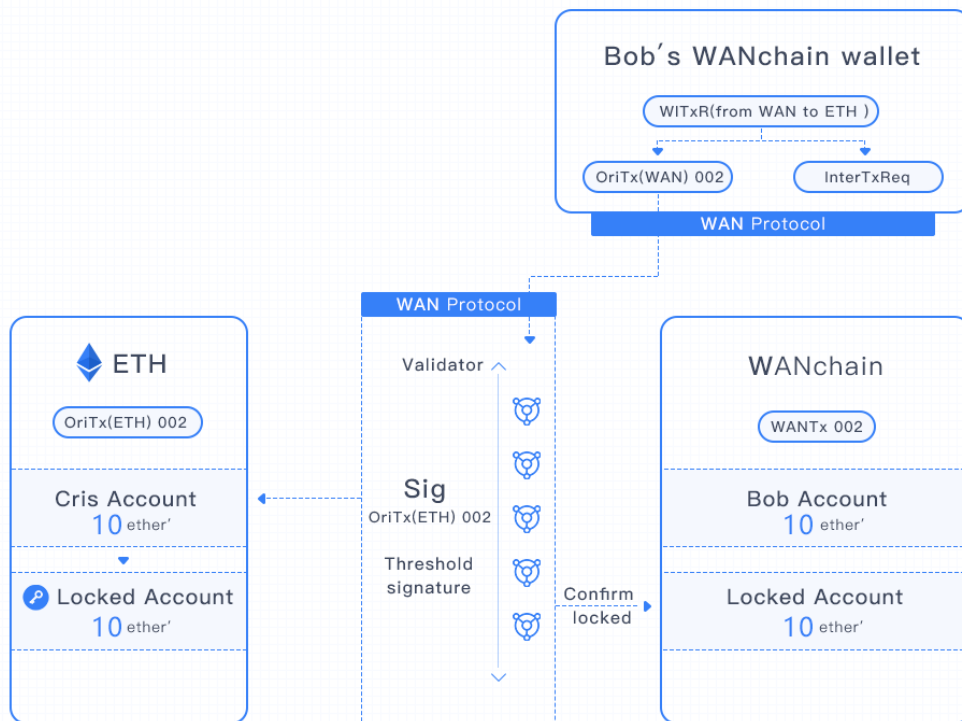 Bob's WANchain wallet
WITxR(from WAN to ETH )
OriTx(WAN) 002
InterTxReq
WAN Protocol
WAN Protocol
ETH
OriTx(ETH) 002
Cris Account
10 ether'
Locked Account
10 ether'
Validator
Sig
OriTx(ETH) 002
Threshold
signature
Confirm
locked
WANchain
WANTx 002
Bob Account
10 ether'
Locked Account
10 ether'